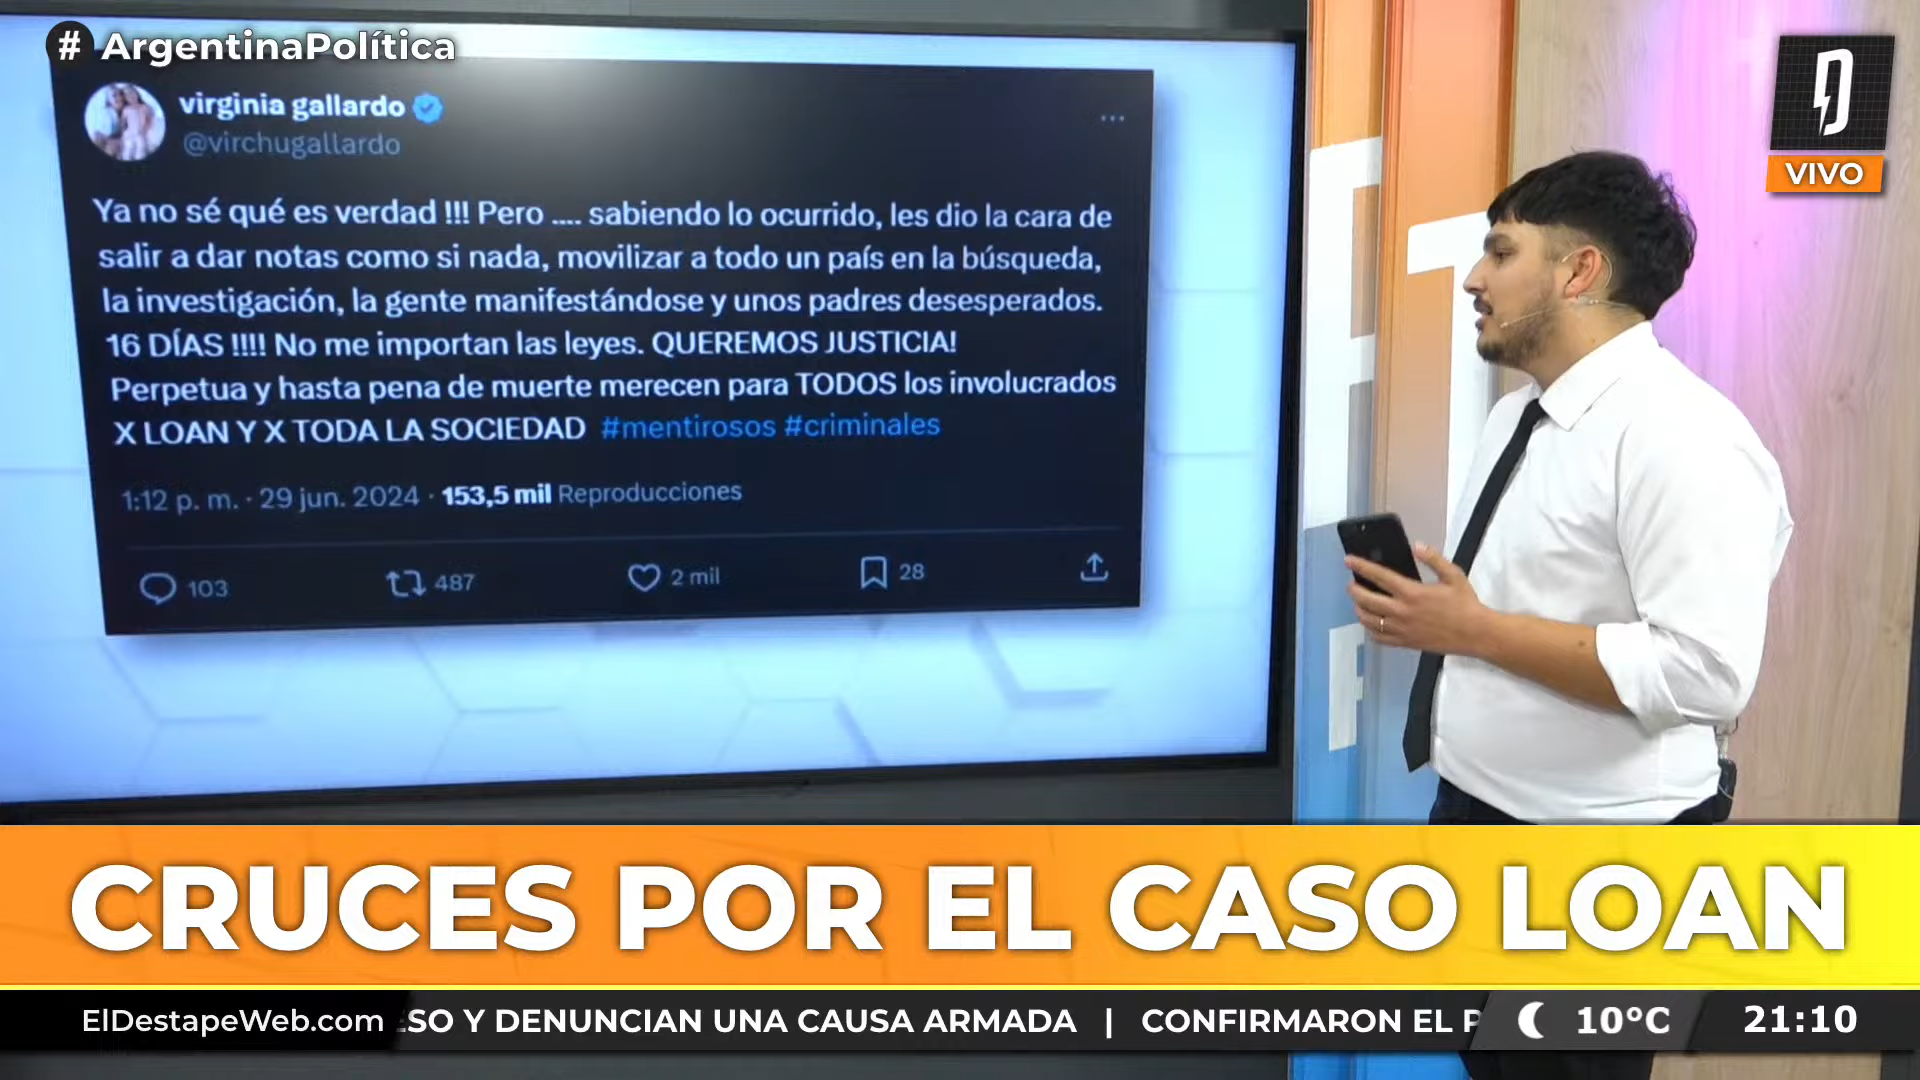 # ArgentinaPolítica
virginia gallardo
@virchugallardo
Ya no sé qué es verdad !!! Pero .... sabiendo lo ocurrido, les dio la cara de
salir a dar notas como si nada, movilizar a todo un país en la búsqueda,
la investigación, la gente manifestándose y unos padres desesperados.
16 DÍAS !!!! No me importan las leyes. QUEREMOS JUSTICIA!
Perpetua y hasta pena de muerte merecen para TODOS los involucrados
X LOAN Y X TODA LA SOCIEDAD #mentirosos #criminales
1:12 p. m. · 29 jun. 2024 · 153,5 mil Reproducciones
103 487 2 mil 28
VIVO
CRUCES POR EL CASO LOAN
ElDestapeWeb.com SO Y DENUNCIAN UNA CAUSA ARMADA | CONFIRMARON EL 10°C 21:10